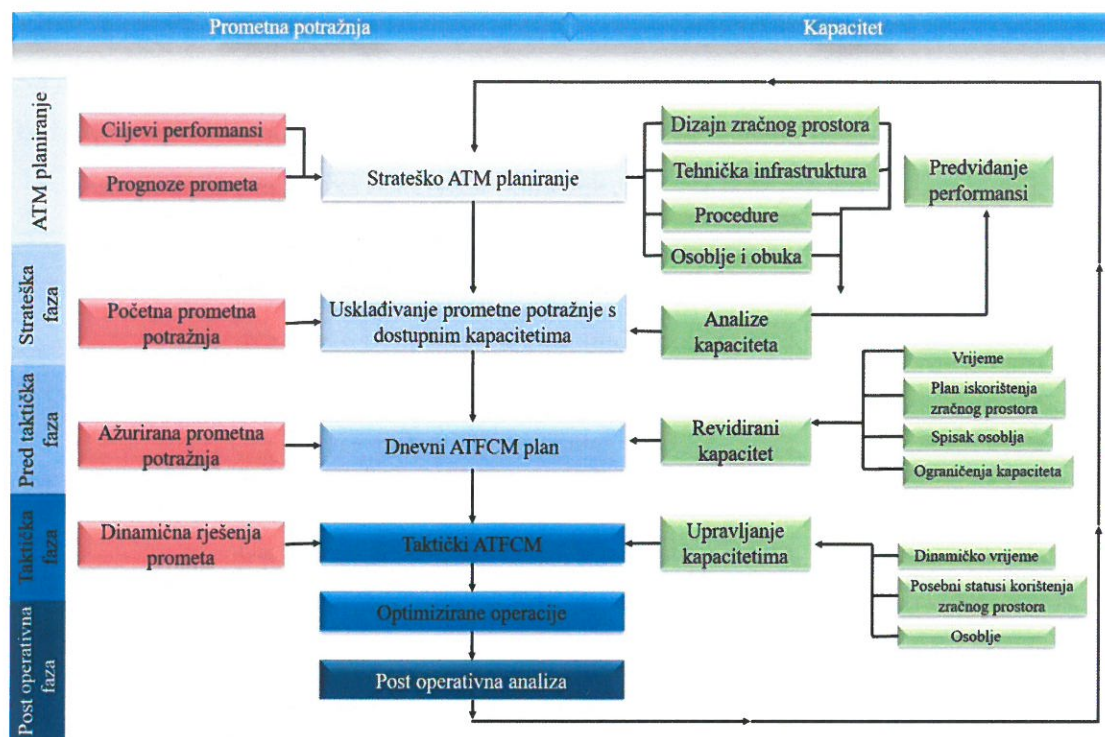 Prometna potražnja
Kapacitet
ATM planiranje
Ciljevi performansi
Prognoze prometa
Strateško ATM planiranje
Dizajn zračnog prostora
Tehnička infrastruktura
Procedure
Osoblje i obuka
Predviđanje
performansi
Strateška
faza
Početna prometna
potražnja
Usklađivanje prometne potražnje s
dostupnim kapacitetima
Analize
kapaciteta
Pred taktička
faza
Ažurirana prometna
potražnja
Dnevni ATFCM plan
Revidirani
kapacitet
Vrijeme
Plan iskorištenja
zračnog prostora
Spisak osoblja
Ograničenja kapaciteta
Taktička
faza
Dinamična rješenja
prometa
Taktički ATFCM
Upravljanje
kapacitetima
Dinamičko vrijeme
Posebni statusi korištenja
zračnog prostora
Osoblje
Post operativna
faza
Optimizirane operacije
Post operativna analiza